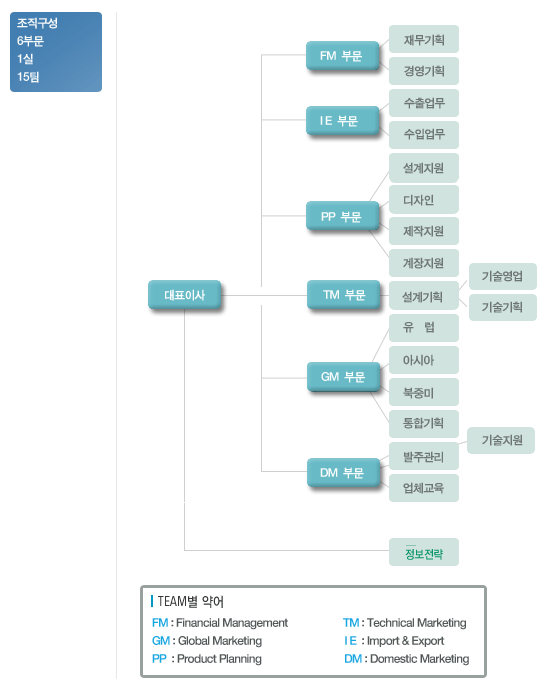 조직구성
6부문
1실
15팀
FM 부문
재무기획
경영기획
IE 부문
수출업무
수입업무
PP 부문
설계지원
디자인
제작지원
계장지원
대표이사
TM 부문
설계기획
기술영업
기술기획
GM 부문
유 럽
아시아
북중미
통합기획
DM 부문
발주관리
기술지원
업체교육
정보전략
TEAM별 약어
FM : Financial Management
TM : Technical Marketing
GM : Global Marketing
IE : Import & Export
PP : Product Planning
DM : Domestic Marketing